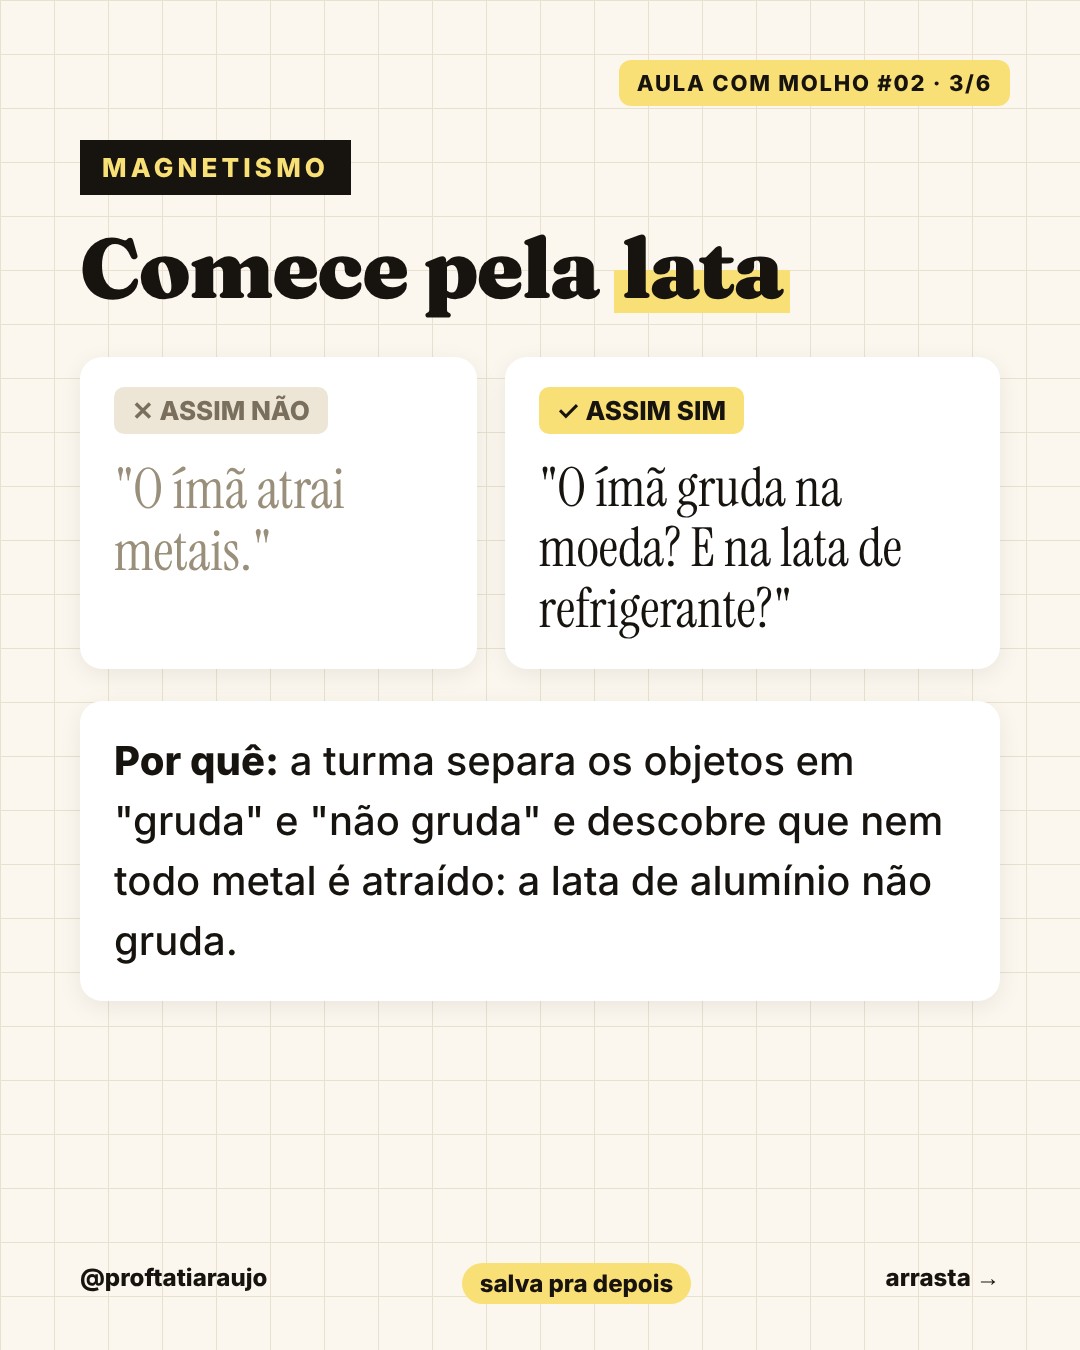 AULA COM MOLHO #02 · 3/6
MAGNETISMO
Comece pela lata
✕ ASSIM NÃO
"O ímã atrai
metais."
✓ ASSIM SIM
"O ímã gruda na
moeda? E na lata de
refrigerante?"
Por quê: a turma separa os objetos em
"gruda" e "não gruda" e descobre que nem
todo metal é atraído: a lata de alumínio não
gruda.
@proftatiaraujo
salva pra depois
arrasta →